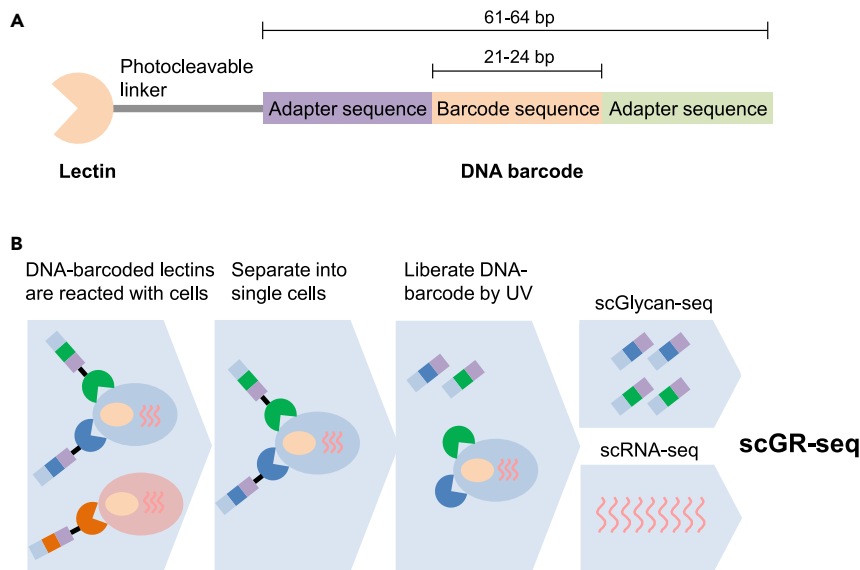 A
61-64 bp
21-24 bp
Photocleavable
linker
Adapter sequence
Barcode sequence
Adapter sequence
Lectin
DNA barcode
B
DNA-barcoded lectins
are reacted with cells
Separate into
single cells
Liberate DNA-
barcode by UV
scGlycan-seq
scRNA-seq
scGR-seq